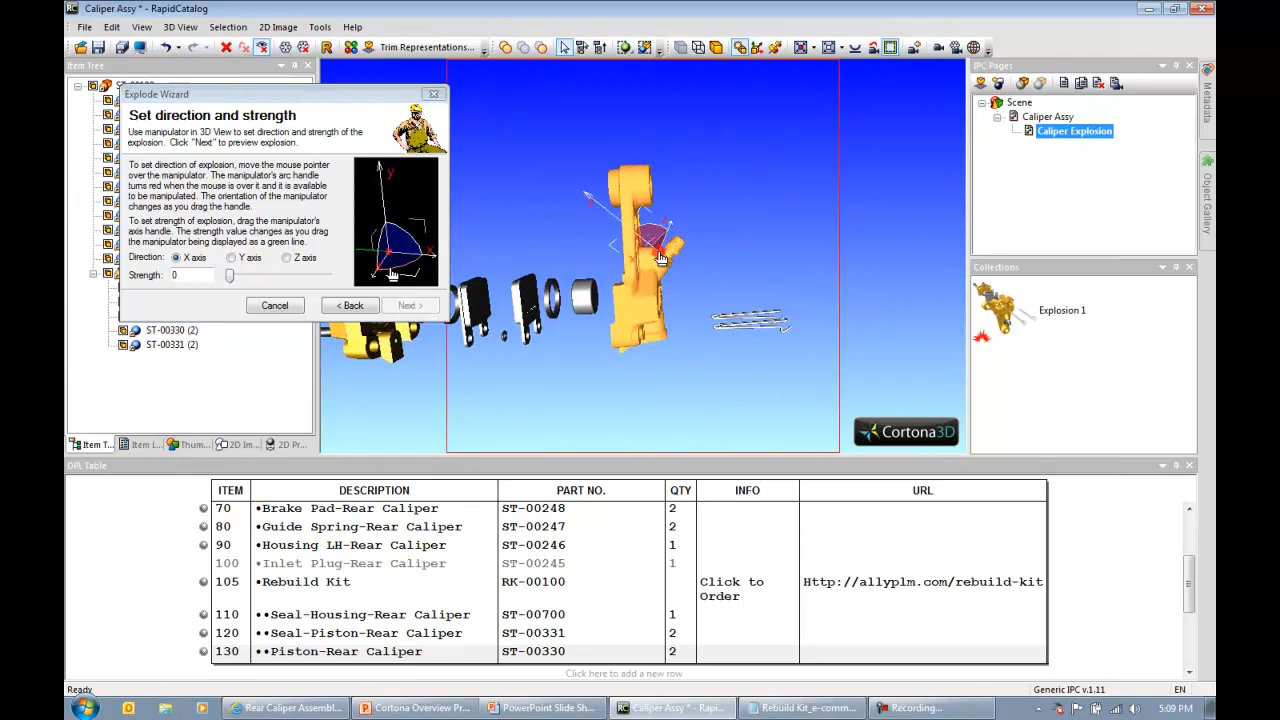 Caliper Assy * - RapidCatalog
File Edit View 3D View Selection 2D Image Tools Help
Trim Representations...
Item Tree
IPC Pages
Explode Wizard
Set direction and strength
Use manipulator in 3D View to set direction and strength of the
explosion. Click "Next" to preview explosion.
To set direction of explosion, move the mouse pointer
over the manipulator. The manipulator's arc handle
turns red when the mouse is over it and it is available
to be manipulated. The orientation of the manipulator
changes as you drag the handle.
To set strength of explosion, drag the manipulator's
axis handle. The strength value changes as you drag
the manipulator being displayed as a green line.
Direction: X axis Y axis Z axis
Strength: 0
Cancel < Back Next >
y
x
ST-00330 (2)
ST-00331 (2)
Scene
Caliper Assy
Caliper Explosion
Metadata
Object Gallery
Collections
Explosion 1
Cortona3D
Item T... Item L... Thum... 2D Im... 2D Pr...
DPL Table
ITEM DESCRIPTION PART NO. QTY INFO URL
70 •Brake Pad-Rear Caliper ST-00248 2
80 •Guide Spring-Rear Caliper ST-00247 2
90 •Housing LH-Rear Caliper ST-00246 1
100 •Inlet Plug-Rear Caliper ST-00245 1
105 •Rebuild Kit RK-00100 Click to Order Http://allyplm.com/rebuild-kit
110 ••Seal-Housing-Rear Caliper ST-00700 1
120 ••Seal-Piston-Rear Caliper ST-00331 2
130 ••Piston-Rear Caliper ST-00330 2
Click here to add a new row
Ready
Generic IPC v.1.11 EN
Rear Caliper Assembl... Cortona Overview Pr... PowerPoint Slide Sh... Caliper Assy * - Rapi... Rebuild Kit_e-comm... Recording... 5:09 PM